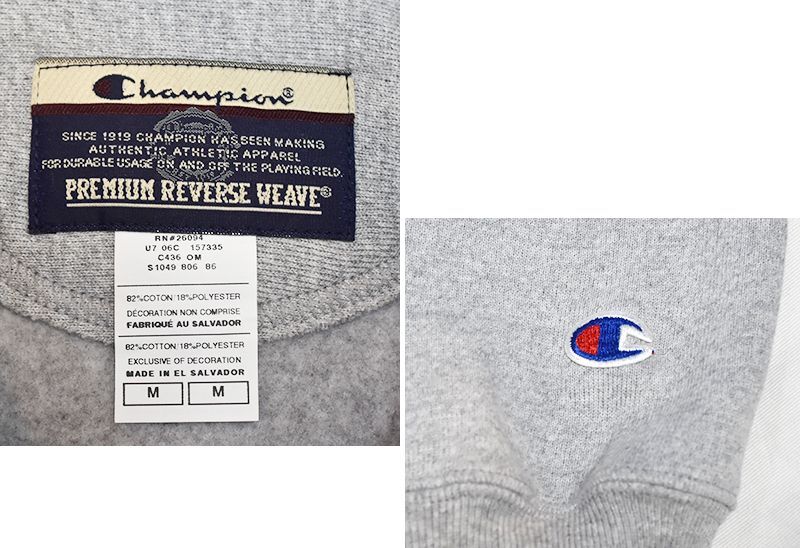 Champion®
SINCE 1919 CHAMPION HAS BEEN MAKING
AUTHENTIC ATHLETIC APPAREL
FOR DURABLE USAGE ON AND OFF THE PLAYING FIELD.
PREMIUM REVERSE WEAVE®
RN#26094
U7 06C 157335
C436 OM
S1049 806 86
82%COTON/18%POLYESTER
DÉCORATION NON COMPRISE
FABRIQUÉ AU SALVADOR
82%COTTON/18%POLYESTER
EXCLUSIVE OF DECORATION
MADE IN EL SALVADOR
M M